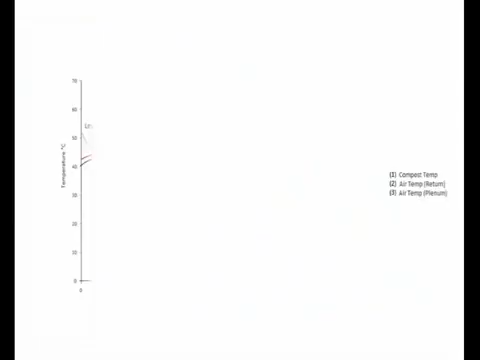 70
60
50
40
30
20
10
0
0
Temperature °C
(1) Compost Temp
(2) Air Temp (Return)
(3) Air Temp (Plenum)